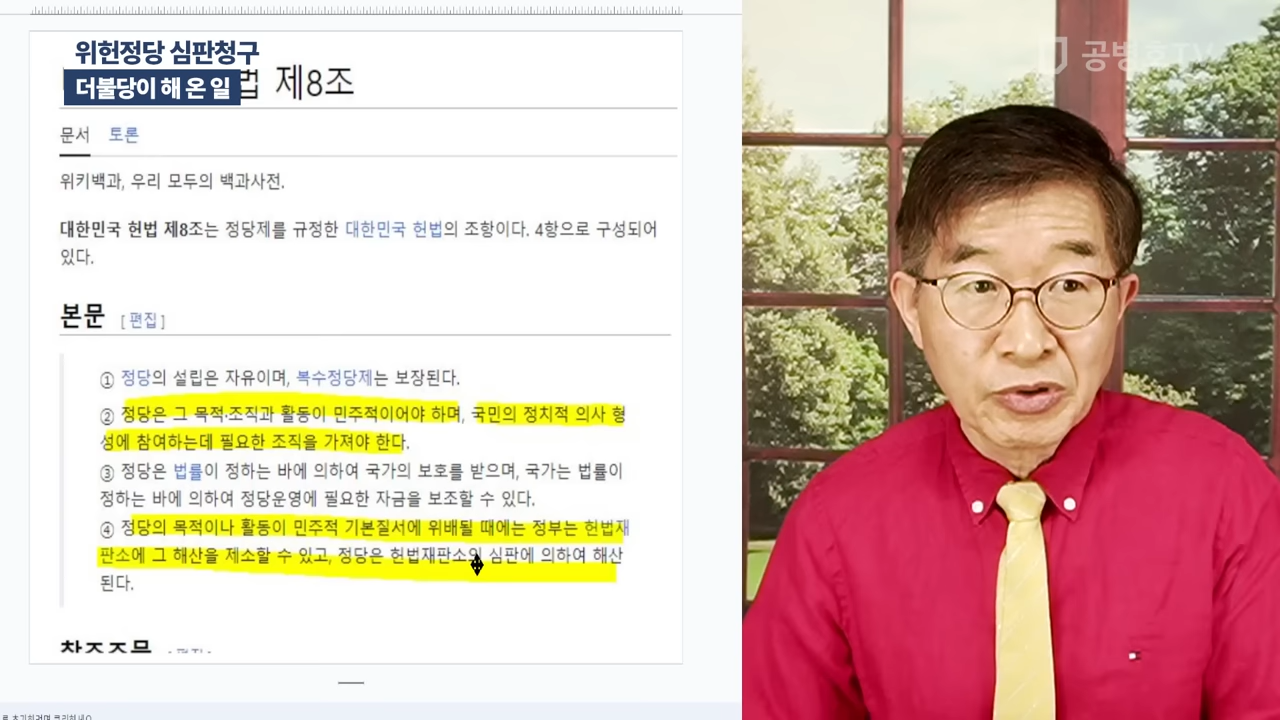 위헌정당 심판청구
더불당이 해 온 일
법 제8조
공병호TV
문서 토론
위키백과, 우리 모두의 백과사전.
대한민국 헌법 제8조는 정당제를 규정한 대한민국 헌법의 조항이다. 4항으로 구성되어
있다.
본문 [ 편집 ]
① 정당의 설립은 자유이며, 복수정당제는 보장된다.
② 정당은 그 목적·조직과 활동이 민주적이어야 하며, 국민의 정치적 의사 형
성에 참여하는데 필요한 조직을 가져야 한다.
③ 정당은 법률이 정하는 바에 의하여 국가의 보호를 받으며, 국가는 법률이
정하는 바에 의하여 정당운영에 필요한 자금을 보조할 수 있다.
④ 정당의 목적이나 활동이 민주적 기본질서에 위배될 때에는 정부는 헌법재
판소에 그 해산을 제소할 수 있고, 정당은 헌법재판소의 심판에 의하여 해산
된다.